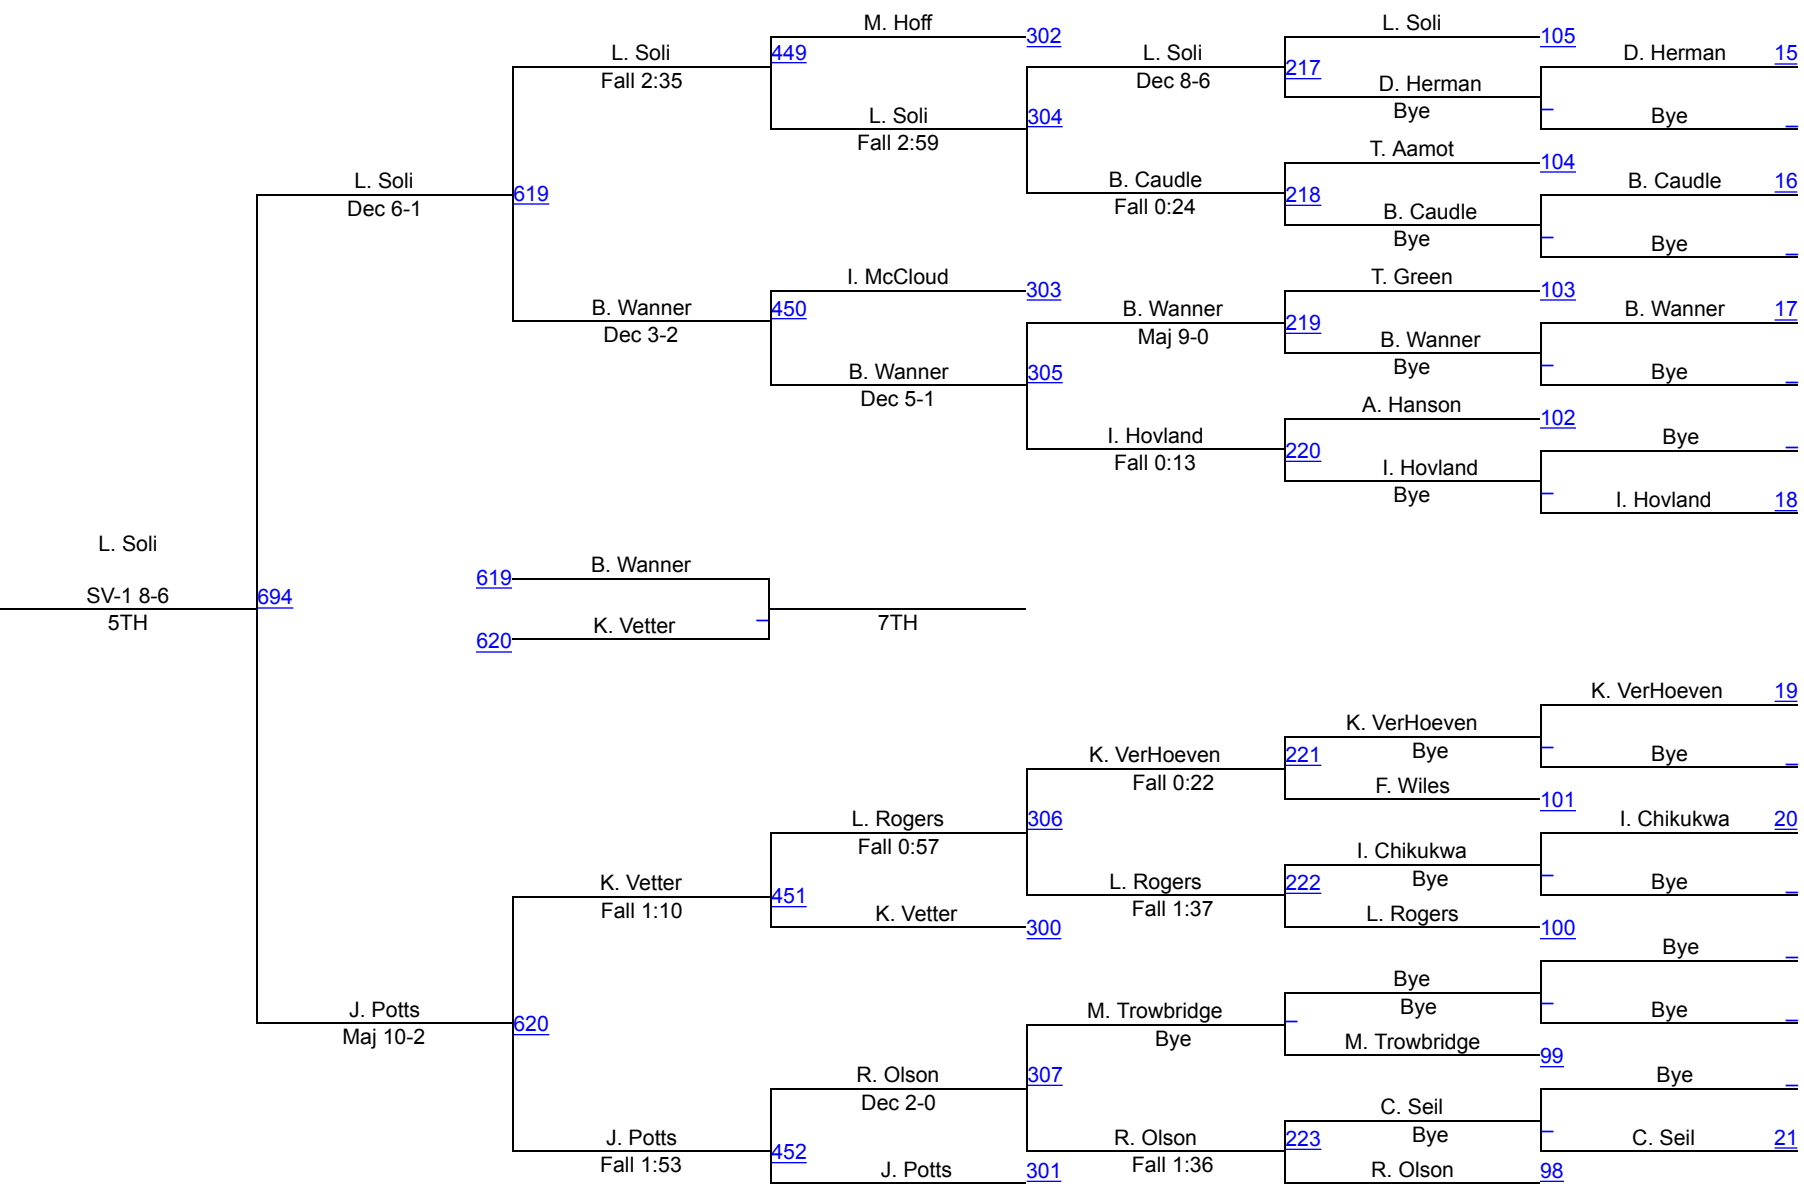 M. Hoff
L. Soli
302
105
L. Soli
449
L. Soli
D. Herman
15
Fall 2:35
Dec 8-6
217
D. Herman
Bye
L. Soli
304
Bye
Fall 2:59
T. Aamot
104
L. Soli
B. Caudle
B. Caudle
16
Dec 6-1
619
Fall 0:24
218
B. Caudle
Bye
Bye
I. McCloud
303
T. Green
103
B. Wanner
450
B. Wanner
B. Wanner
17
Dec 3-2
Maj 9-0
219
B. Wanner
Bye
B. Wanner
305
Bye
Dec 5-1
A. Hanson
102
I. Hovland
Bye
Fall 0:13
220
I. Hovland
Bye
I. Hovland
18
L. Soli
B. Wanner
619
SV-1 8-6
694
5TH
K. Vetter
620
7TH
K. VerHoeven
19
K. VerHoeven
K. VerHoeven
221
Bye
Bye
Fall 0:22
F. Wiles
101
L. Rogers
306
I. Chikukwa
20
Fall 0:57
I. Chikukwa
K. Vetter
L. Rogers
222
Bye
Bye
Fall 1:10
451
Fall 1:37
K. Vetter
300
L. Rogers
100
Bye
Bye
J. Potts
M. Trowbridge
Bye
Bye
Maj 10-2
620
Bye
M. Trowbridge
99
R. Olson
307
Bye
Dec 2-0
C. Seil
J. Potts
R. Olson
223
Bye
C. Seil
21
Fall 1:53
452
Fall 1:36
J. Potts
301
R. Olson
98